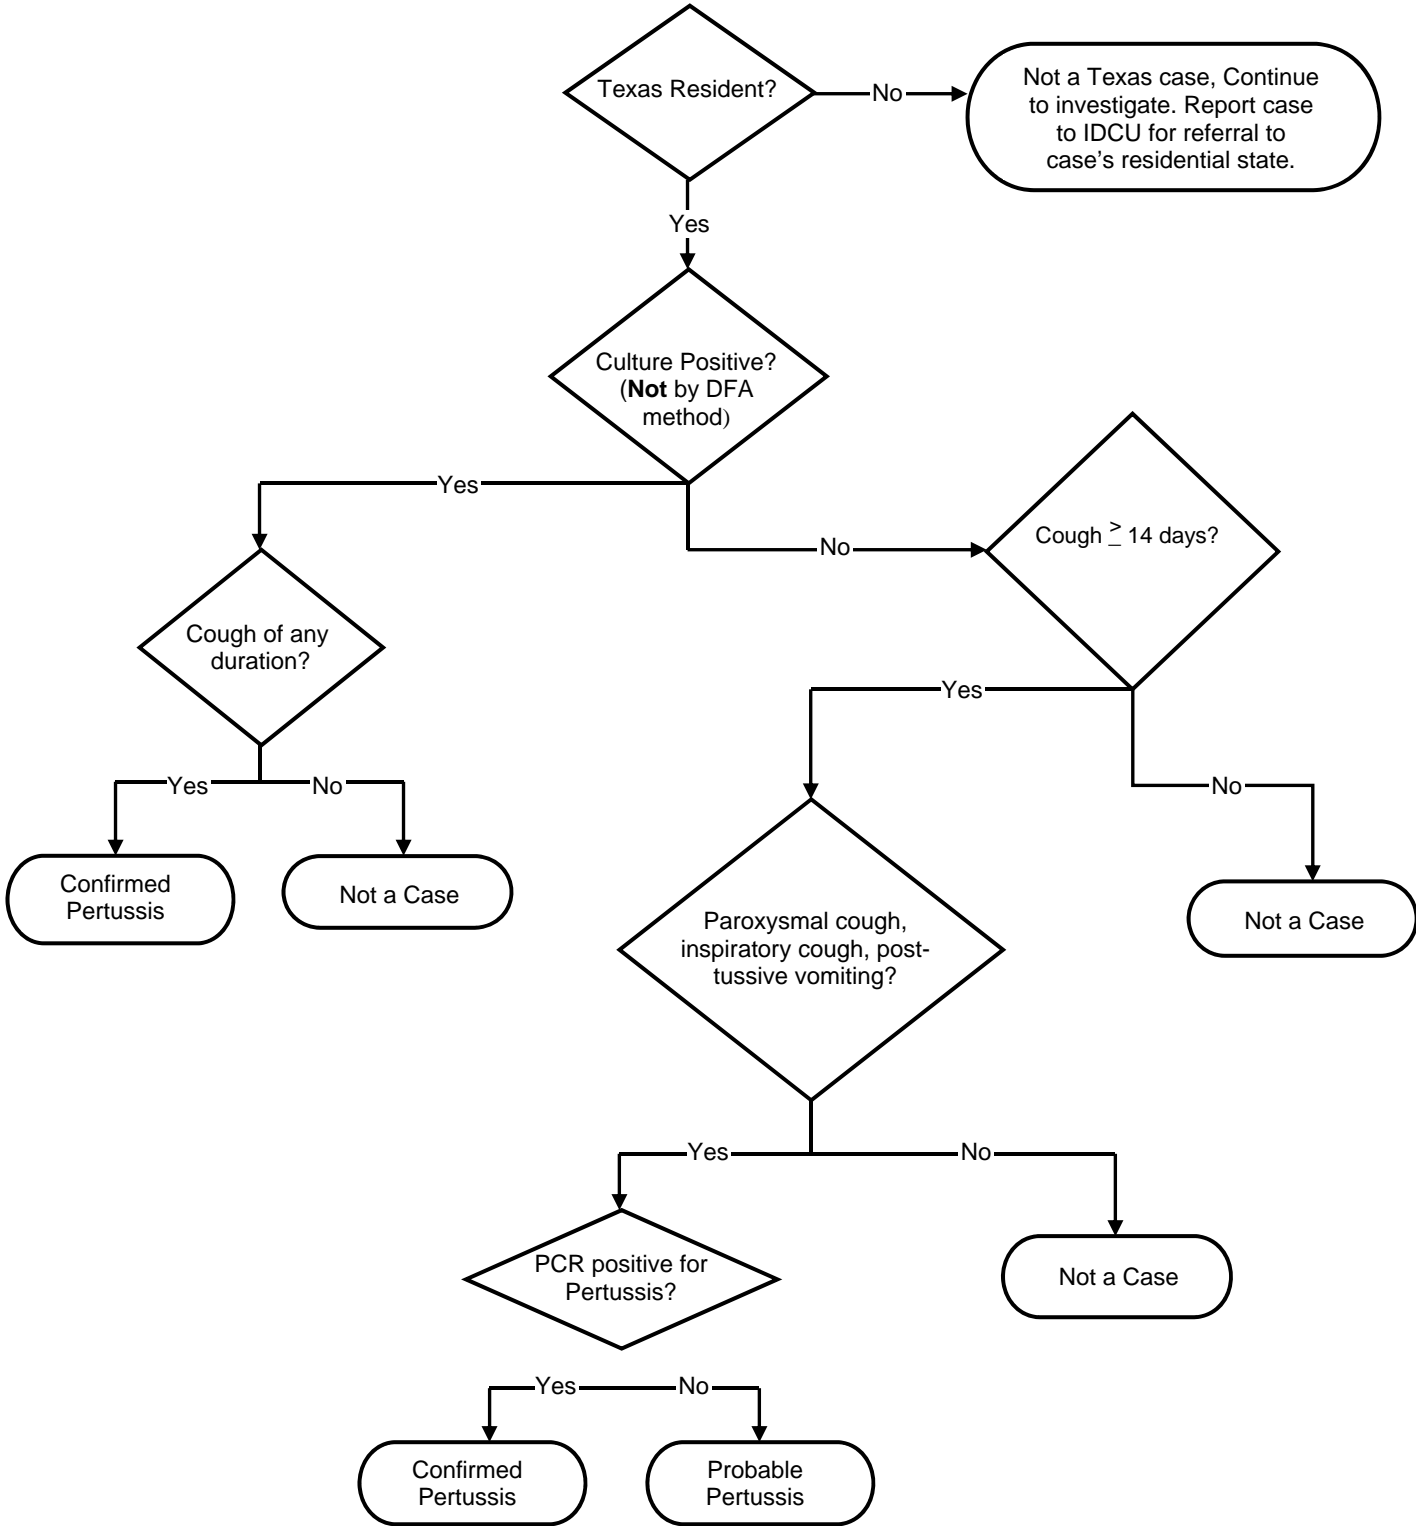 Texas Resident?
No
Not a Texas case, Continue
to investigate. Report case
to IDCU for referral to
case’s residential state.
Yes
Culture Positive?
(Not by DFA
method)
Yes
No
Cough ≥ 14 days?
Cough of any
duration?
Yes
Yes
No
No
Confirmed
Pertussis
Not a Case
Not a Case
Paroxysmal cough,
inspiratory cough, post-
tussive vomiting?
Yes
No
PCR positive for
Pertussis?
Not a Case
Yes
No
Confirmed
Pertussis
Probable
Pertussis